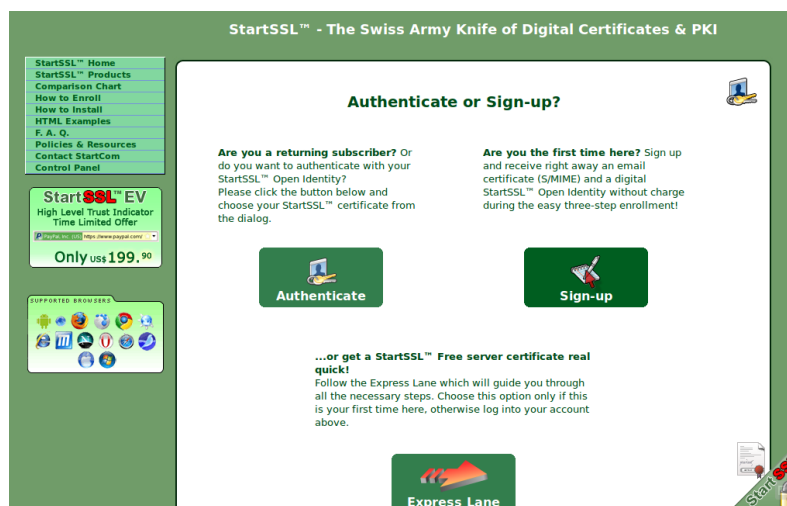 StartSSL™ - The Swiss Army Knife of Digital Certificates & PKI
StartSSL™ Home
StartSSL™ Products
Comparison Chart
How to Enroll
How to Install
HTML Examples
F. A. Q.
Policies & Resources
Contact StartCom
Control Panel
StartSSL™EV
High Level Trust Indicator
Time Limited Offer
https://www.paypal.com/
Only US$ 199.90
SUPPORTED BROWSERS
Authenticate or Sign-up?
Are you a returning subscriber? Or
do you want to authenticate with your
StartSSL™ Open Identity?
Please click the button below and
choose your StartSSL™ certificate from
the dialog.
Authenticate
Are you the first time here? Sign up
and receive right away an email
certificate (S/MIME) and a digital
StartSSL™ Open Identity without charge
during the easy three-step enrollment!
Sign-up
...or get a StartSSL™ Free server certificate real
quick!
Follow the Express Lane which will guide you through
all the necessary steps. Choose this option only if this
is your first time here, otherwise log into your account
above.
Express Lane